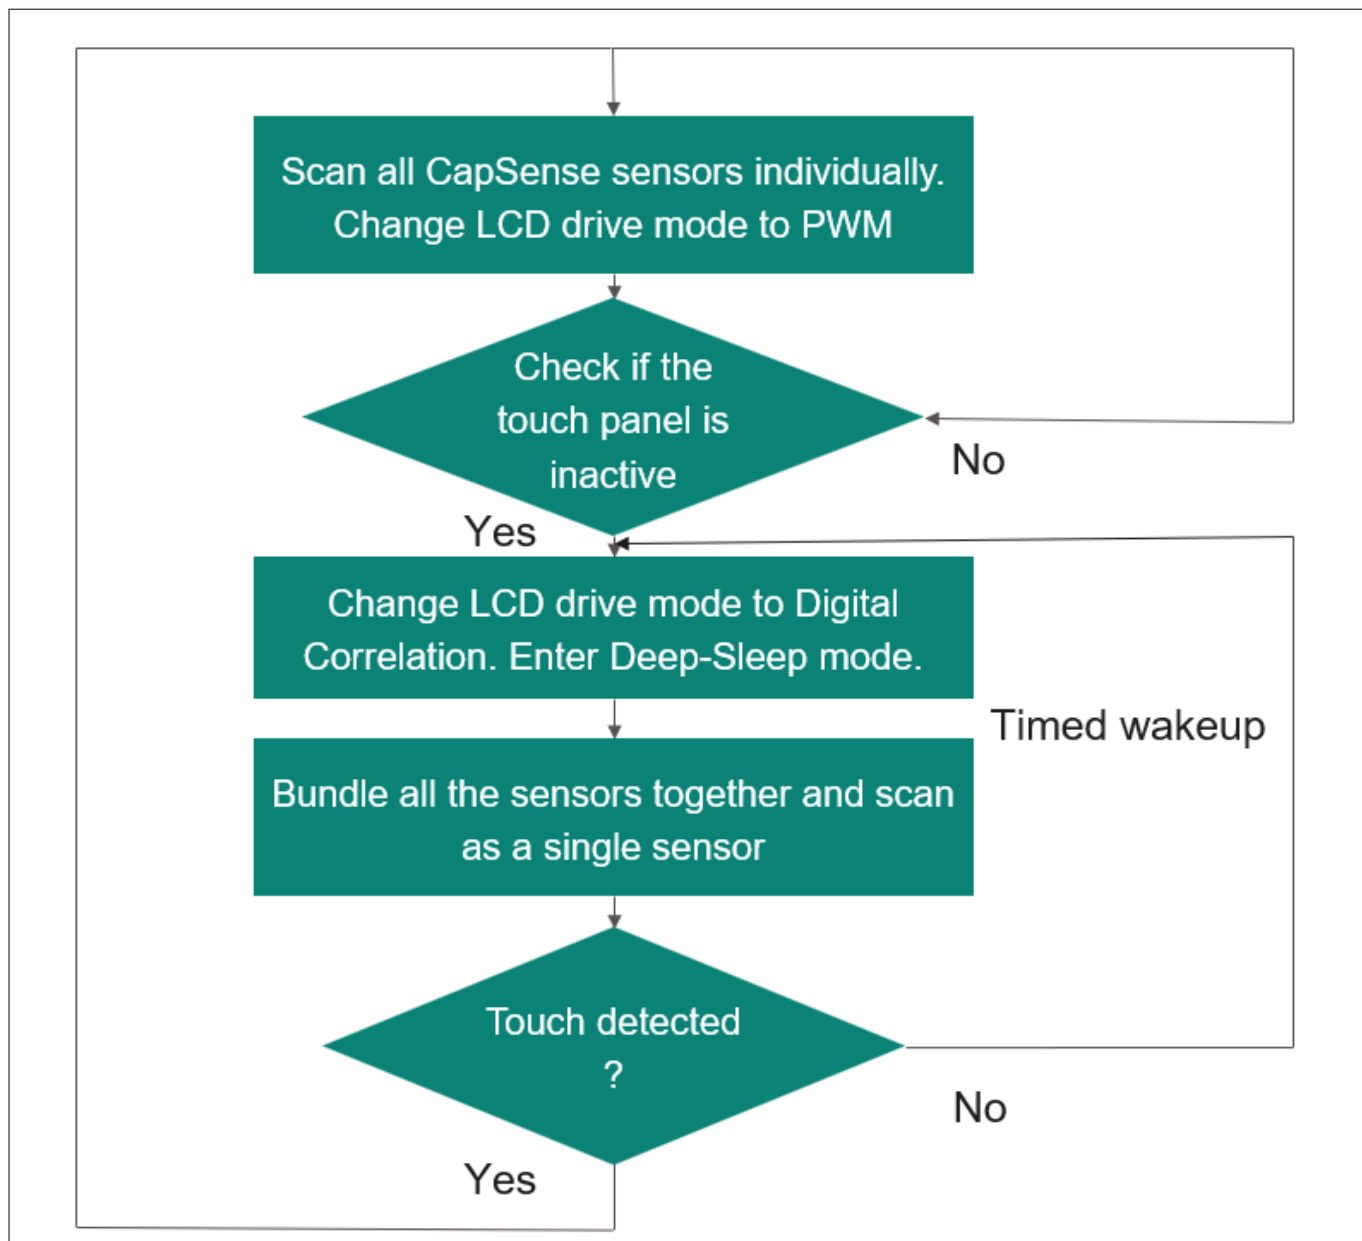 Scan all CapSense sensors individually.
Change LCD drive mode to PWM
Check if the
touch panel is
inactive
No
Yes
Change LCD drive mode to Digital
Correlation. Enter Deep-Sleep mode.
Timed wakeup
Bundle all the sensors together and scan
as a single sensor
Touch detected
?
No
Yes